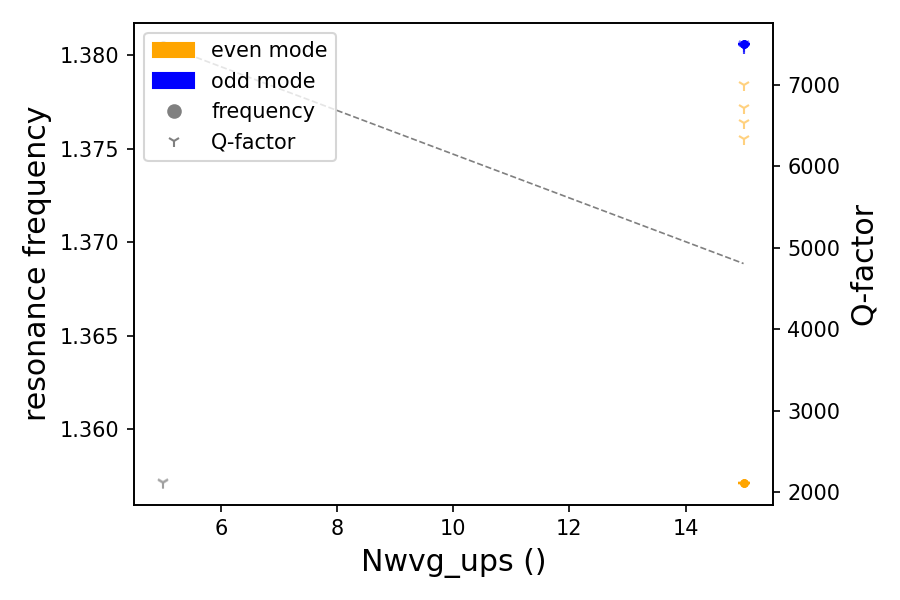 even mode
odd mode
frequency
Q-factor
1.380
1.375
1.370
1.365
1.360
resonance frequency
7000
6000
5000
4000
3000
2000
Q-factor
6 8 10 12 14
Nwvg_ups ()